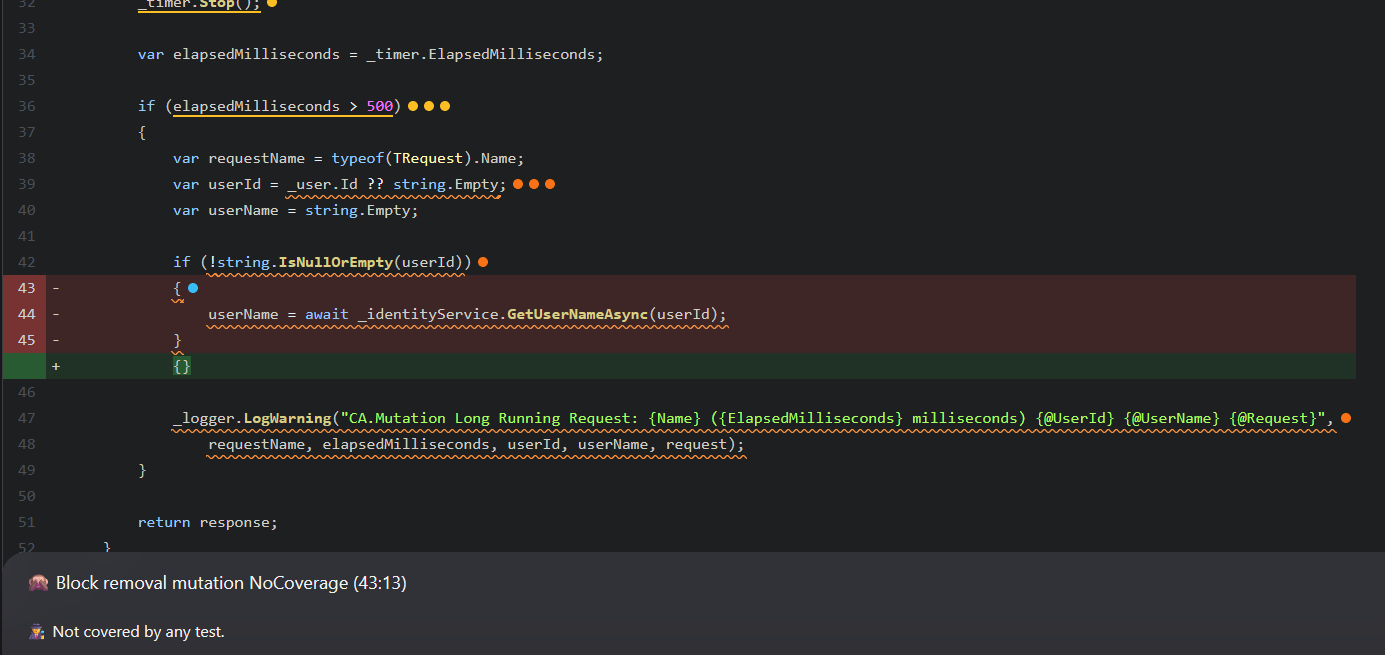 32 _timer.Stop();
33
34 var elapsedMilliseconds = _timer.ElapsedMilliseconds;
35
36 if (elapsedMilliseconds > 500)
37 {
38 var requestName = typeof(TRequest).Name;
39 var userId = _user.Id ?? string.Empty;
40 var userName = string.Empty;
41
42 if (!string.IsNullOrEmpty(userId))
43 - {
44 - userName = await _identityService.GetUserNameAsync(userId);
45 - }
+ {}
46
47 _logger.LogWarning("CA.Mutation Long Running Request: {Name} ({ElapsedMilliseconds} milliseconds) {@UserId} {@UserName} {@Request}",
48 requestName, elapsedMilliseconds, userId, userName, request);
49 }
50
51 return response;
52 }
Block removal mutation NoCoverage (43:13)
Not covered by any test.